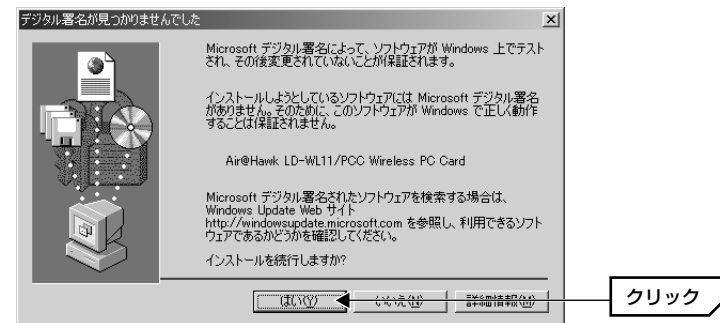 デジタル署名が見つかりませんでした
Microsoft デジタル署名によって、ソフトウェアが Windows 上でテスト
され、その後変更されていないことが保証されます。
インストールしようとしているソフトウェアには Microsoft デジタル署名
がありません。そのために、このソフトウェアが Windows で正しく動作
することは保証されません。
Air@Hawk LD-WL11/PCC Wireless PC Card
Microsoft デジタル署名されたソフトウェアを検索する場合は、
Windows Update Web サイト
http://windowsupdate.microsoft.com を参照し、利用できるソフト
ウェアであるかどうかを確認してください。
インストールを続行しますか?
はい(Y) いいえ(N) 詳細情報(M)
クリック